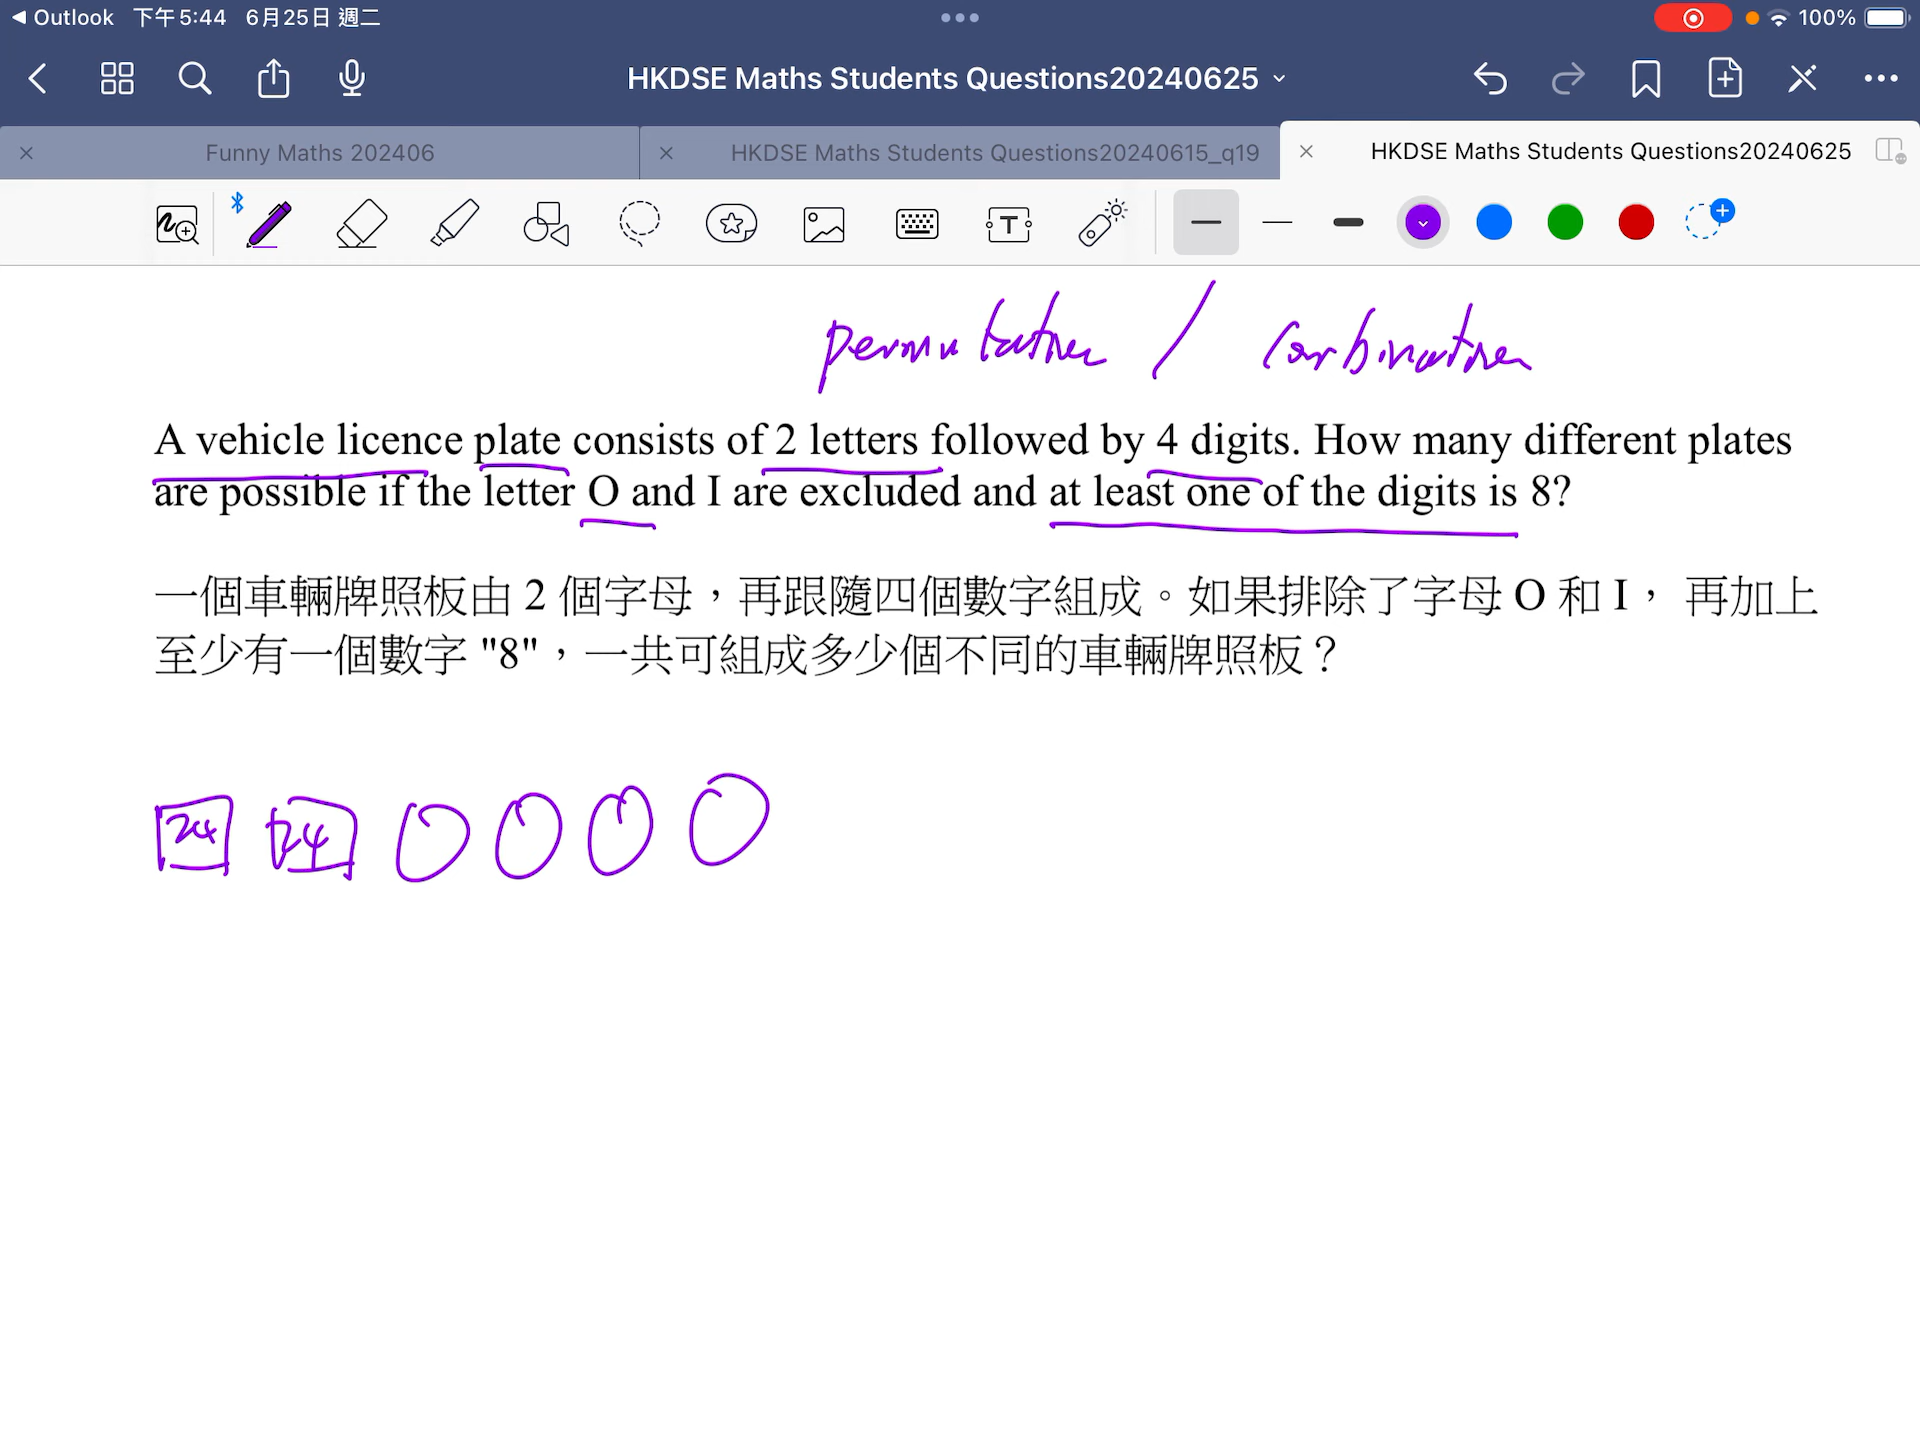 Outlook 下午5:44 6月25日 週二 100%
HKDSE Maths Students Questions20240625
Funny Maths 202406
HKDSE Maths Students Questions20240615_q19
HKDSE Maths Students Questions20240625
T
permutation / combination
A vehicle licence plate consists of 2 letters followed by 4 digits. How many different plates
are possible if the letter O and I are excluded and at least one of the digits is 8?
一個車輛牌照板由 2 個字母，再跟隨四個數字組成。如果排除了字母 O 和 I， 再加上
至少有一個數字 "8"，一共可組成多少個不同的車輛牌照板？
24 24